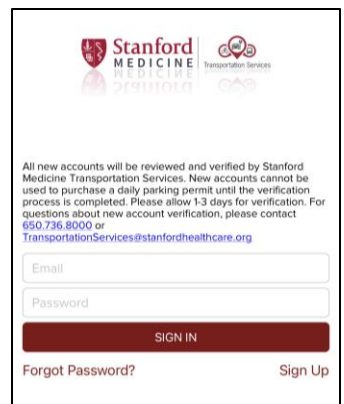 Stanford
MEDICINE
Transportation Services
All new accounts will be reviewed and verified by Stanford
Medicine Transportation Services. New accounts cannot be
used to purchase a daily parking permit until the verification
process is completed. Please allow 1-3 days for verification. For
questions about new account verification, please contact
650.736.8000 or
TransportationServices@stanfordhealthcare.org
Email
Password
SIGN IN
Forgot Password? Sign Up